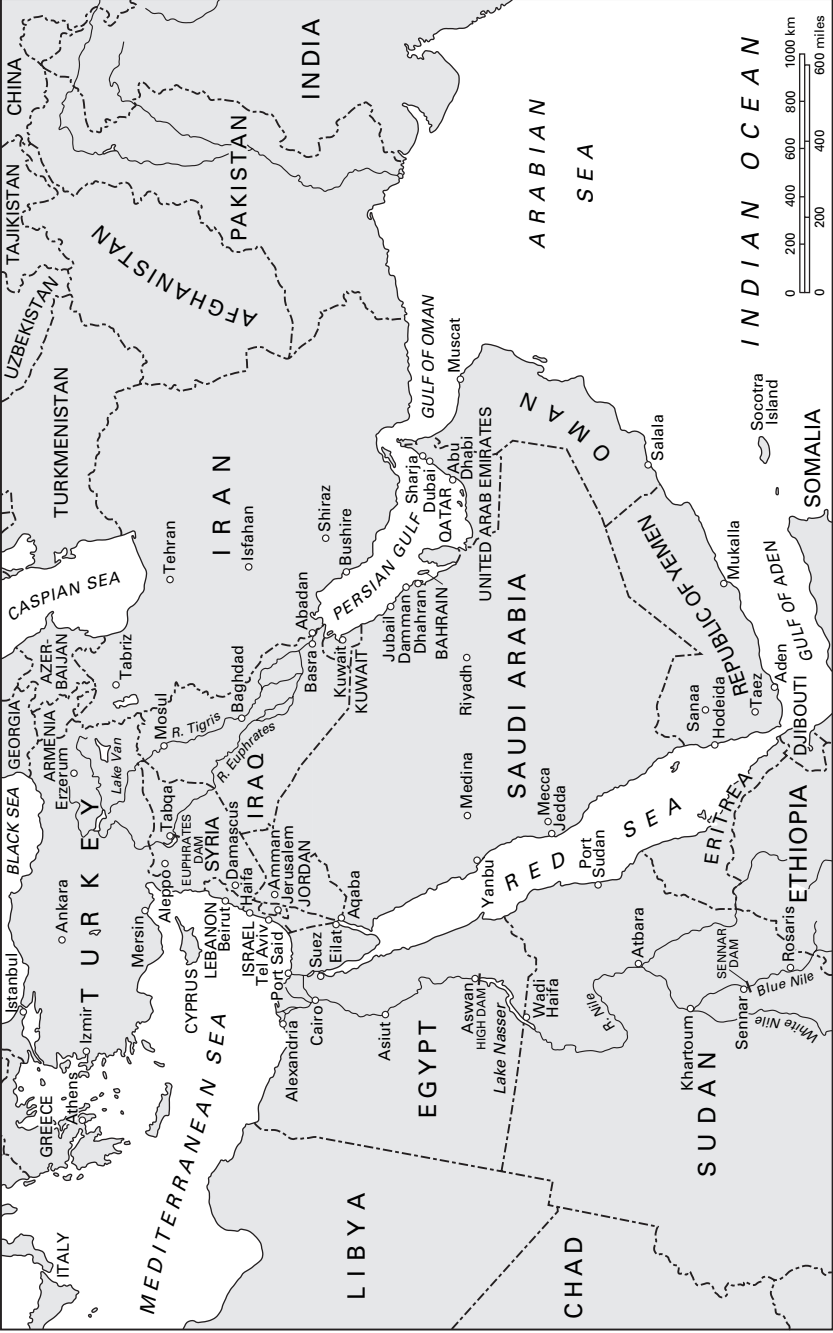 ITALY
GREECE
Athens
Istanbul
BLACK SEA
GEORGIA
ARMENIA
AZER-
BAIJAN
CASPIAN SEA
TURKMENISTAN
UZBEKISTAN
TAJIKISTAN
CHINA
Izmir
Ankara
TURKEY
Erzerum
Lake Van
Tabriz
Tehran
MEDITERRANEAN SEA
CYPRUS
Mersin
Aleppo
Tabqa
EUPHRATES
DAM
SYRIA
Mosul
R. Tigris
LEBANON
Beirut
Damascus
Haifa
R. Euphrates
Baghdad
IRAQ
IRAN
Isfahan
AFGHANISTAN
PAKISTAN
INDIA
ISRAEL
Tel Aviv
Port Said
Amman
Jerusalem
JORDAN
Alexandria
Cairo
Suez
Eilat
Aqaba
Basra
Abadan
Shiraz
Bushire
Kuwait
KUWAIT
PERSIAN GULF
Jubail
Damman
Dhahran
BAHRAIN
QATAR
Sharja
Dubai
Abu
Dhabi
UNITED ARAB EMIRATES
GULF OF OMAN
Muscat
LIBYA
EGYPT
Asiut
Aswan
HIGH DAM
Lake Nasser
Wadi
Haifa
Yanbu
Medina
Riyadh
SAUDI ARABIA
Mecca
Jedda
RED SEA
OMAN
Salala
ARABIAN
SEA
CHAD
SUDAN
R. Nile
Atbara
Port
Sudan
Khartoum
Sennar
SENNAR
DAM
Rosaris
Blue Nile
White Nile
ERITREA
ETHIOPIA
DJIBOUTI
Sanaa
Hodeida
Taez
Aden
REPUBLIC OF YEMEN
Mukalla
GULF OF ADEN
Socotra
Island
SOMALIA
INDIAN OCEAN
0 200 400 600 800 1000 km
0 200 400 600 miles